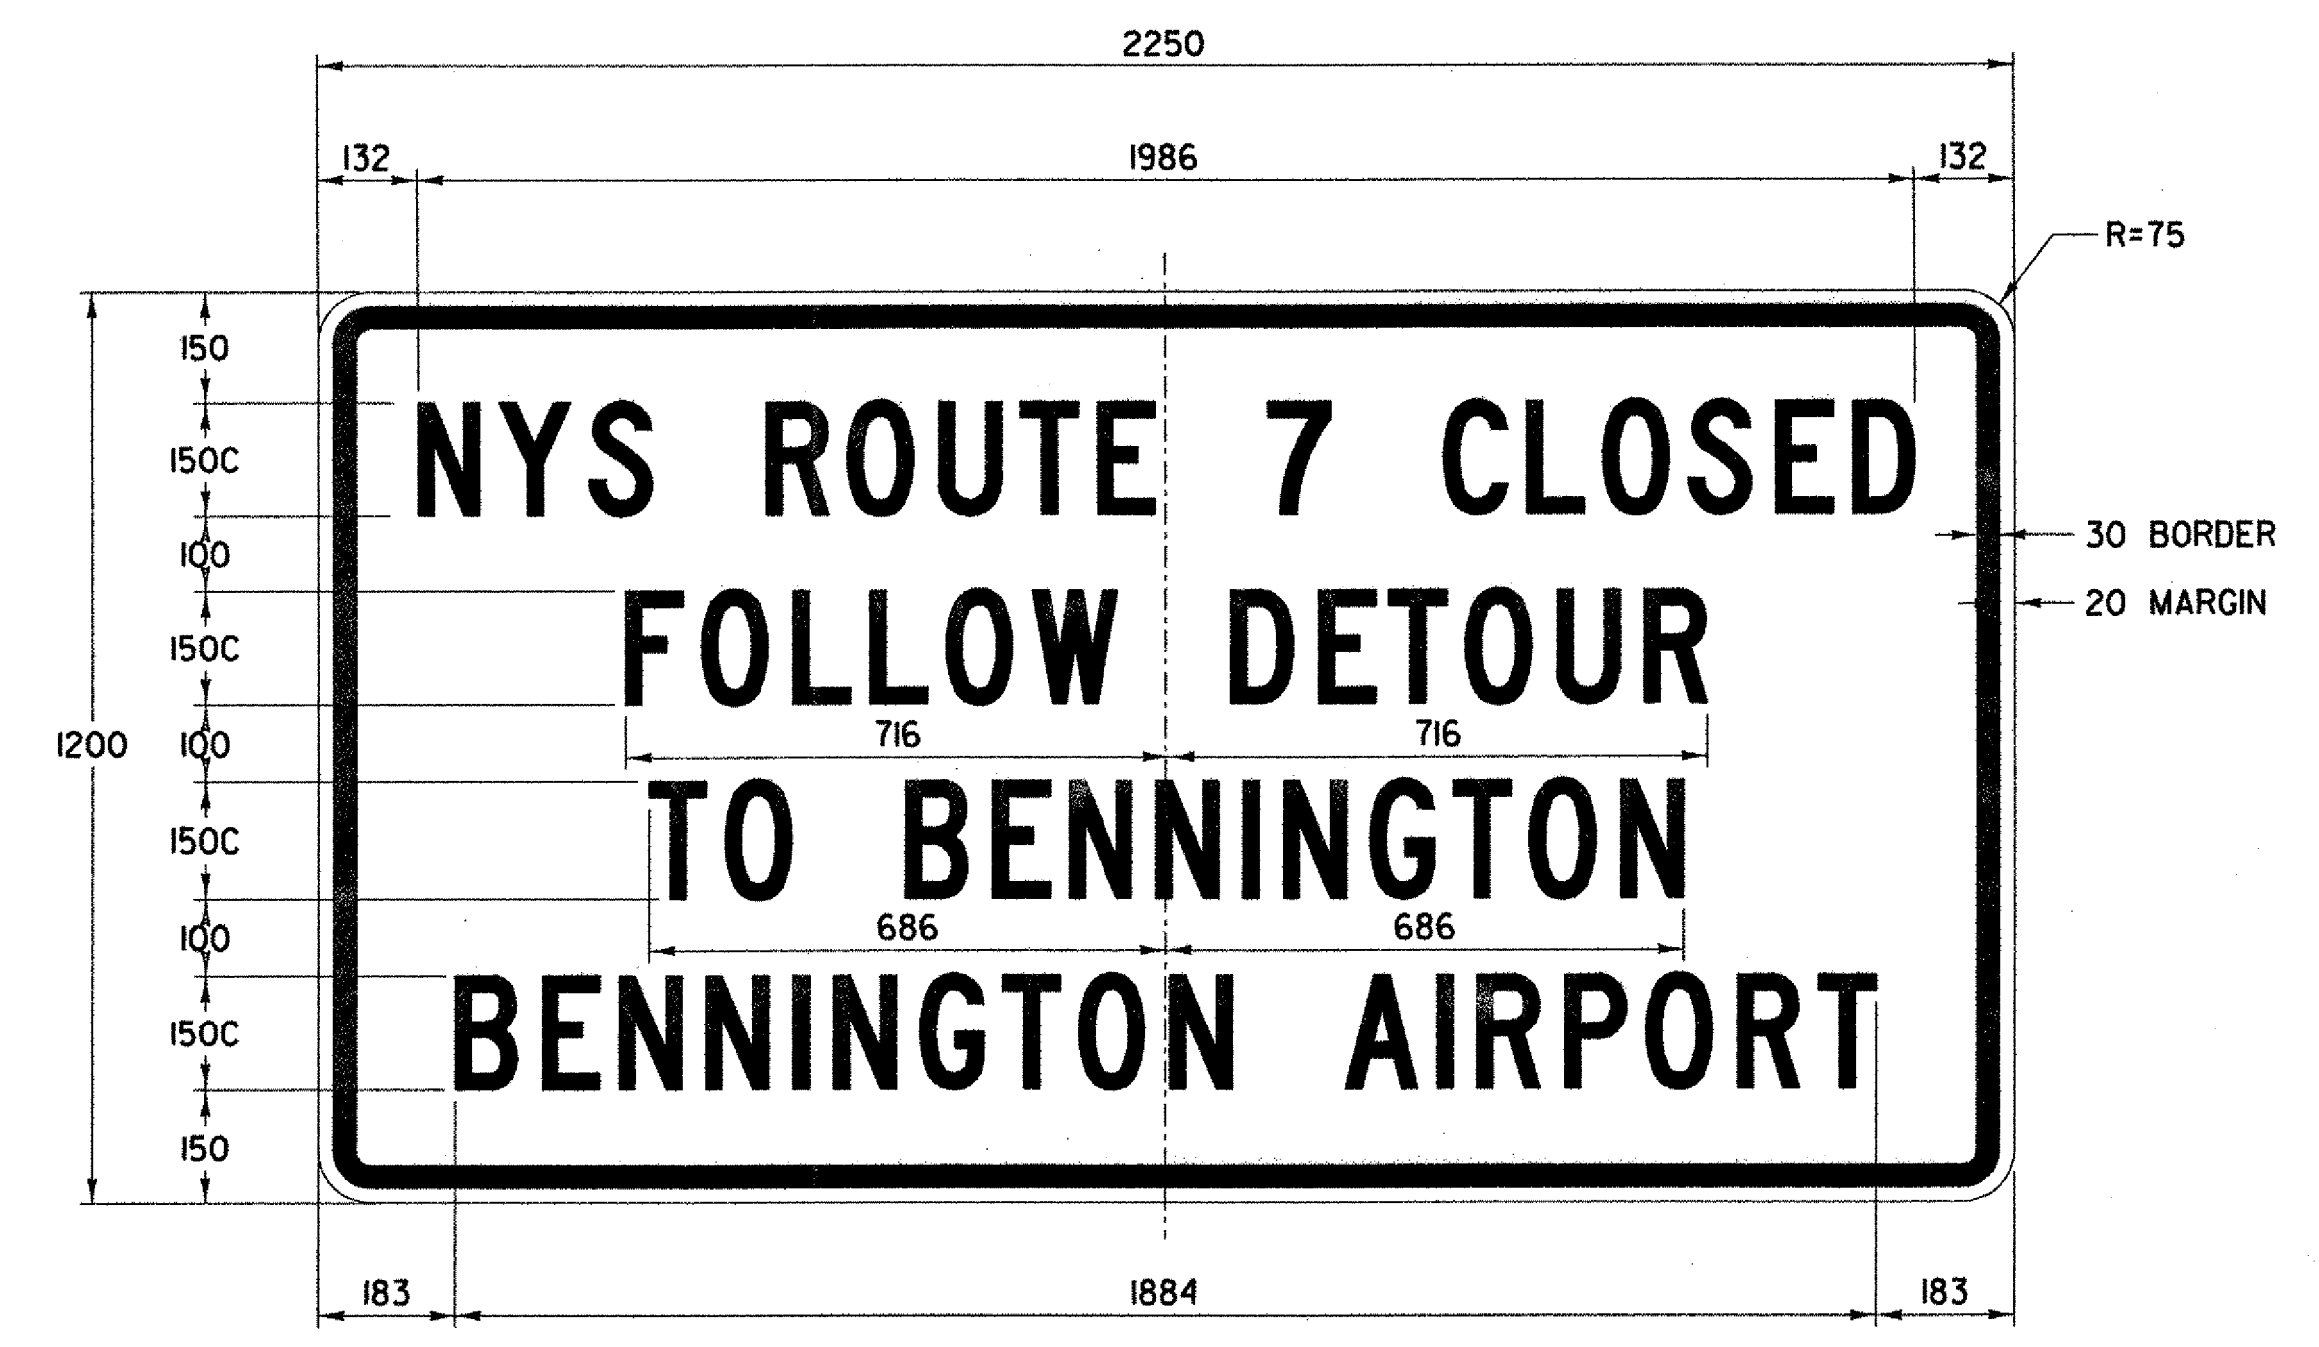 2250
132 1986 132
R=75
150
150C
NYS ROUTE 7 CLOSED
30 BORDER
100
20 MARGIN
150C
FOLLOW DETOUR
716 716
1200
100
150C
TO BENNINGTON
686 686
100
150C
BENNINGTON AIRPORT
150
183 1884 183